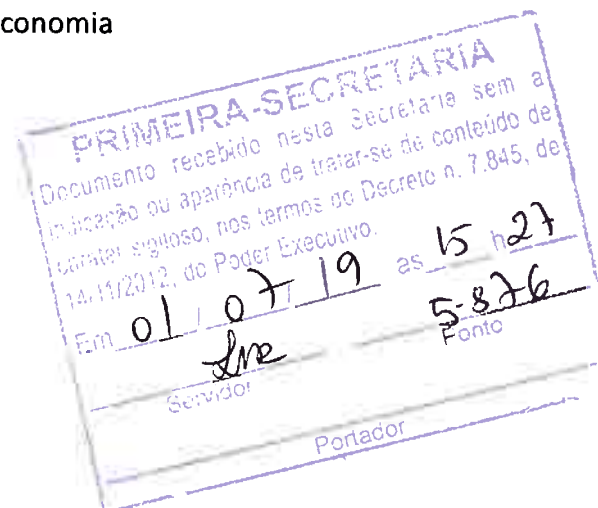 conomia
PRIMEIRA-SECRETARIA
Documento recebido nesta Secretaria sem a
indicação ou aparência de tratar-se de conteúdo de
caráter sigiloso, nos termos do Decreto n. 7.845, de
14/11/2012, do Poder Executivo.
Em 01 / 07 / 19 as 15 h 27
5.876
Servidor Ponto
Portador